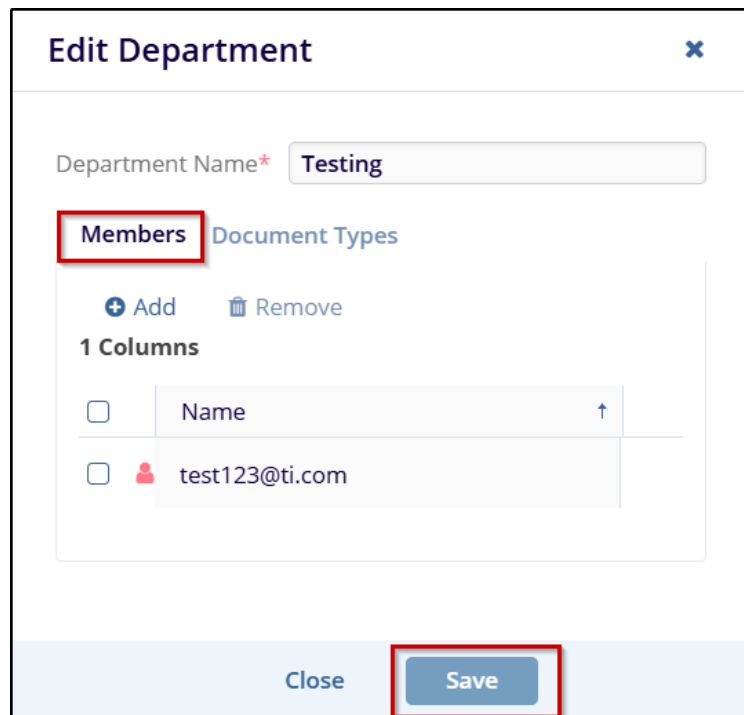 Edit Department
Department Name* Testing
Members Document Types
Add Remove
1 Columns
Name
test123@ti.com
Close Save